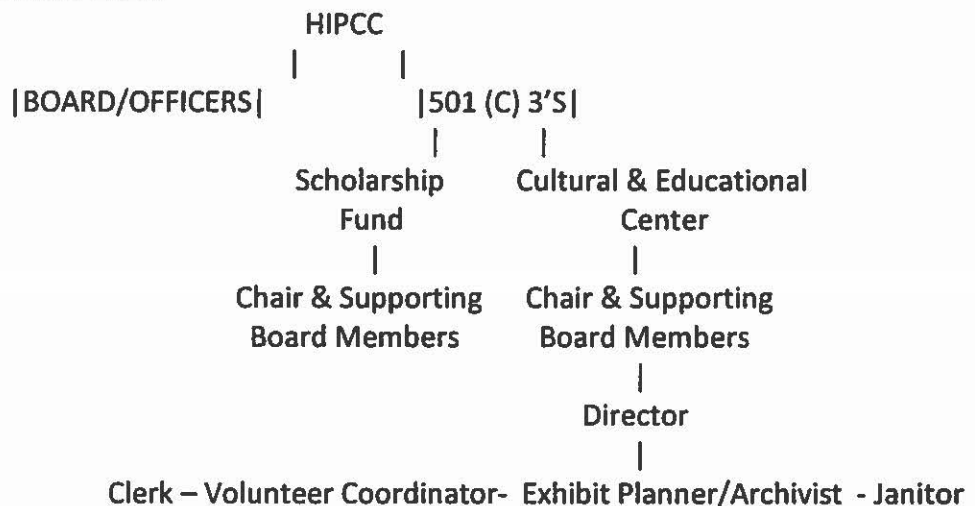 HIPCC
|BOARD/OFFICERS| |501 (C) 3'S|
Scholarship Cultural & Educational
Fund Center
Chair & Supporting Chair & Supporting
Board Members Board Members
Director
Clerk – Volunteer Coordinator- Exhibit Planner/Archivist - Janitor